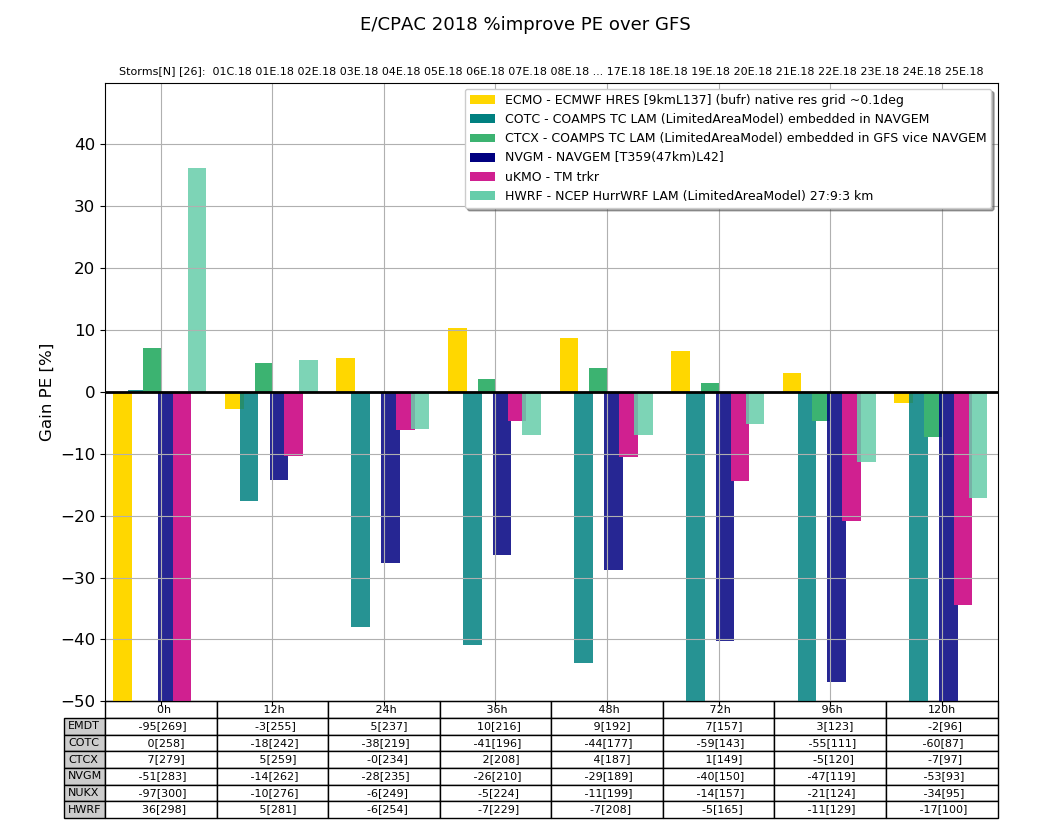 E/CPAC 2018 %improve PE over GFS
Storms[N] [26]:  01C.18 01E.18 02E.18 03E.18 04E.18 05E.18 06E.18 07E.18 08E.18 ... 17E.18 18E.18 19E.18 20E.18 21E.18 22E.18 23E.18 24E.18 25E.18
ECMO - ECMWF HRES [9kmL137] (bufr) native res grid ~0.1deg
COTC - COAMPS TC LAM (LimitedAreaModel) embedded in NAVGEM
CTCX - COAMPS TC LAM (LimitedAreaModel) embedded in GFS vice NAVGEM
NVGM - NAVGEM [T359(47km)L42]
uKMO - TM trkr
HWRF - NCEP HurrWRF LAM (LimitedAreaModel) 27:9:3 km
Gain PE [%]
40
30
20
10
0
−10
−20
−30
−40
−50
0h 12h 24h 36h 48h 72h 96h 120h
EMDT -95[269] -3[255] 5[237] 10[216] 9[192] 7[157] 3[123] -2[96]
COTC 0[258] -18[242] -38[219] -41[196] -44[177] -59[143] -55[111] -60[87]
CTCX 7[279] 5[259] -0[234] 2[208] 4[187] 1[149] -5[120] -7[97]
NVGM -51[283] -14[262] -28[235] -26[210] -29[189] -40[150] -47[119] -53[93]
NUKX -97[300] -10[276] -6[249] -5[224] -11[199] -14[157] -21[124] -34[95]
HWRF 36[298] 5[281] -6[254] -7[229] -7[208] -5[165] -11[129] -17[100]